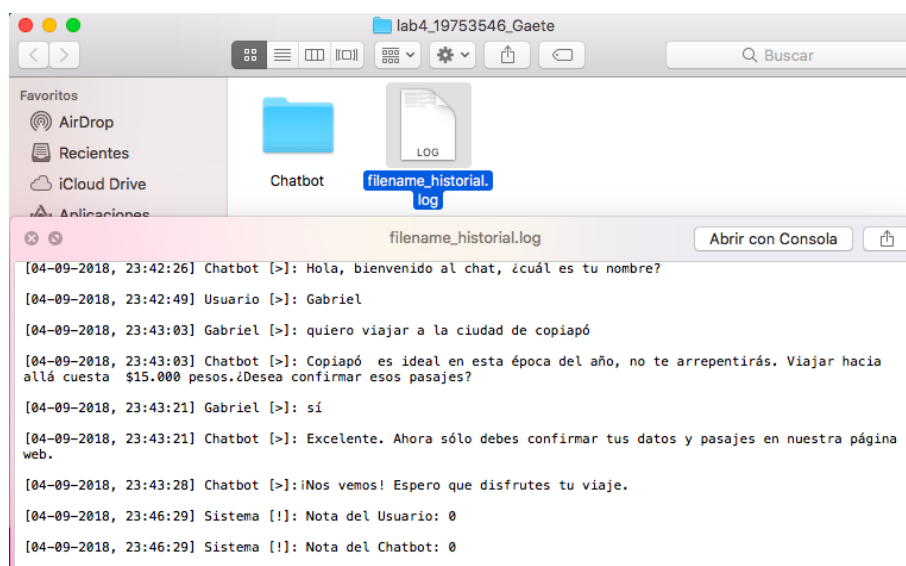 lab4_19753546_Gaete
Buscar
Favoritos
AirDrop
Recientes
iCloud Drive
Aplicaciones
Chatbot
LOG
filename_historial.
log
filename_historial.log
Abrir con Consola
[04-09-2018, 23:42:26] Chatbot [>]: Hola, bienvenido al chat, ¿cuál es tu nombre?
[04-09-2018, 23:42:49] Usuario [>]: Gabriel
[04-09-2018, 23:43:03] Gabriel [>]: quiero viajar a la ciudad de copiapó
[04-09-2018, 23:43:03] Chatbot [>]: Copiapó  es ideal en esta época del año, no te arrepentirás. Viajar hacia
allá cuesta  $15.000 pesos.¿Desea confirmar esos pasajes?
[04-09-2018, 23:43:21] Gabriel [>]: sí
[04-09-2018, 23:43:21] Chatbot [>]: Excelente. Ahora sólo debes confirmar tus datos y pasajes en nuestra página
web.
[04-09-2018, 23:43:28] Chatbot [>]:¡Nos vemos! Espero que disfrutes tu viaje.
[04-09-2018, 23:46:29] Sistema [!]: Nota del Usuario: 0
[04-09-2018, 23:46:29] Sistema [!]: Nota del Chatbot: 0